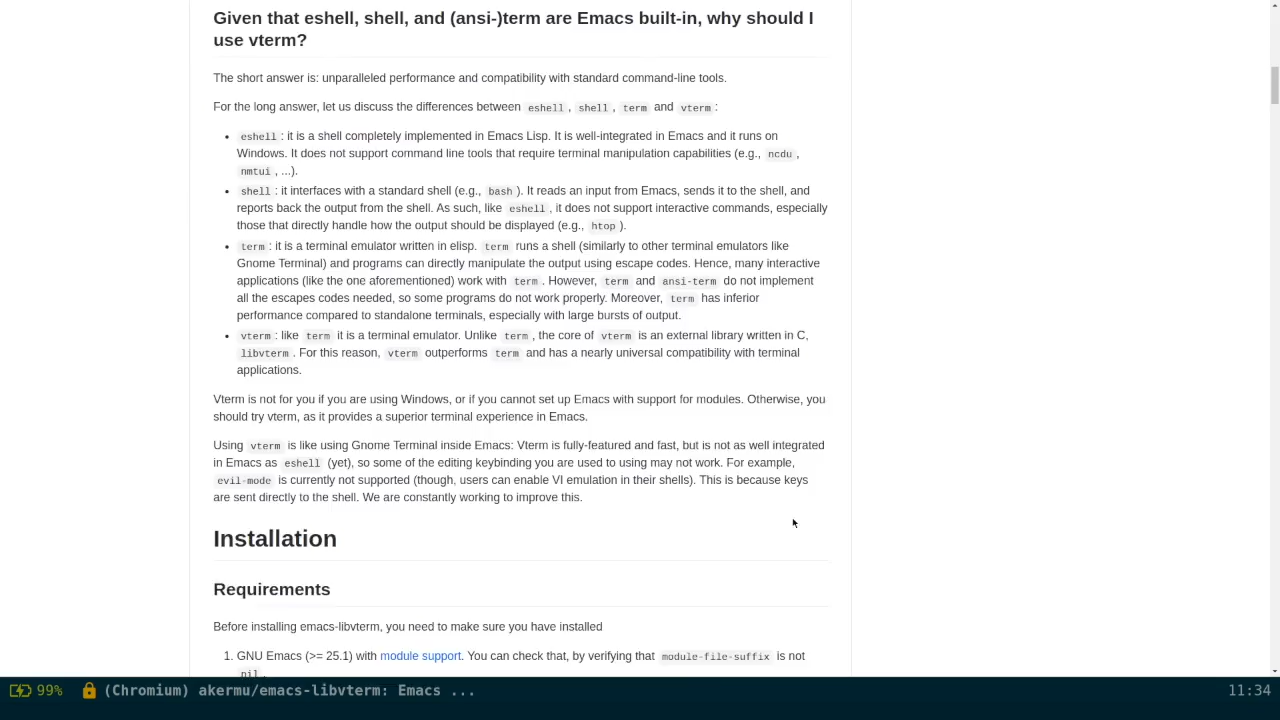 Given that eshell, shell, and (ansi-)term are Emacs built-in, why should I
use vterm?
The short answer is: unparalleled performance and compatibility with standard command-line tools.
For the long answer, let us discuss the differences between eshell, shell, term and vterm:
• eshell: it is a shell completely implemented in Emacs Lisp. It is well-integrated in Emacs and it runs on
Windows. It does not support command line tools that require terminal manipulation capabilities (e.g., ncdu,
nmtui, ...).
• shell: it interfaces with a standard shell (e.g., bash). It reads an input from Emacs, sends it to the shell, and
reports back the output from the shell. As such, like eshell, it does not support interactive commands, especially
those that directly handle how the output should be displayed (e.g., htop).
• term: it is a terminal emulator written in elisp. term runs a shell (similarly to other terminal emulators like
Gnome Terminal) and programs can directly manipulate the output using escape codes. Hence, many interactive
applications (like the one aforementioned) work with term. However, term and ansi-term do not implement
all the escapes codes needed, so some programs do not work properly. Moreover, term has inferior
performance compared to standalone terminals, especially with large bursts of output.
• vterm: like term it is a terminal emulator. Unlike term, the core of vterm is an external library written in C,
libvterm. For this reason, vterm outperforms term and has a nearly universal compatibility with terminal
applications.
Vterm is not for you if you are using Windows, or if you cannot set up Emacs with support for modules. Otherwise, you
should try vterm, as it provides a superior terminal experience in Emacs.
Using vterm is like using Gnome Terminal inside Emacs: Vterm is fully-featured and fast, but is not as well integrated
in Emacs as eshell (yet), so some of the editing keybinding you are used to using may not work. For example,
evil-mode is currently not supported (though, users can enable VI emulation in their shells). This is because keys
are sent directly to the shell. We are constantly working to improve this.
Installation
Requirements
Before installing emacs-libvterm, you need to make sure you have installed
1. GNU Emacs (>= 25.1) with module support. You can check that, by verifying that module-file-suffix is not
nil.
99% (Chromium) akermu/emacs-libvterm: Emacs ... 11:34